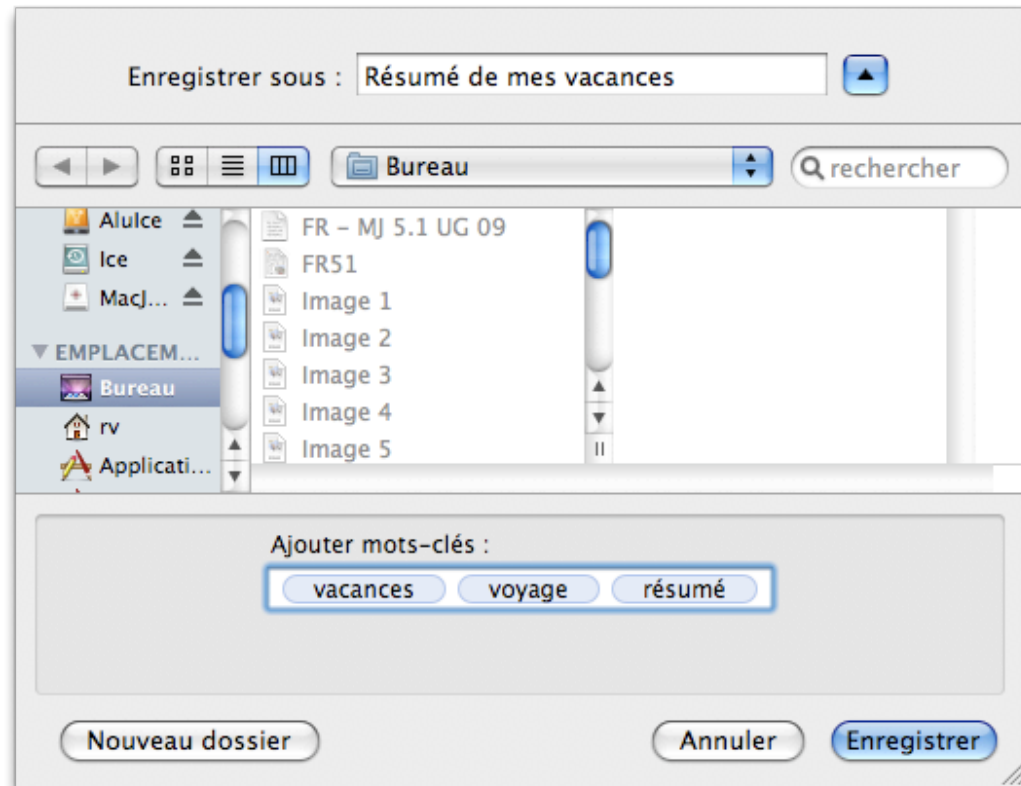 Enregistrer sous : Résumé de mes vacances
Bureau
rechercher
AluIce
Ice
MacJ...
EMPLACEM...
Bureau
rv
Applicati...
FR – MJ 5.1 UG 09
FR51
Image 1
Image 2
Image 3
Image 4
Image 5
Ajouter mots-clés :
vacances voyage résumé
Nouveau dossier Annuler Enregistrer